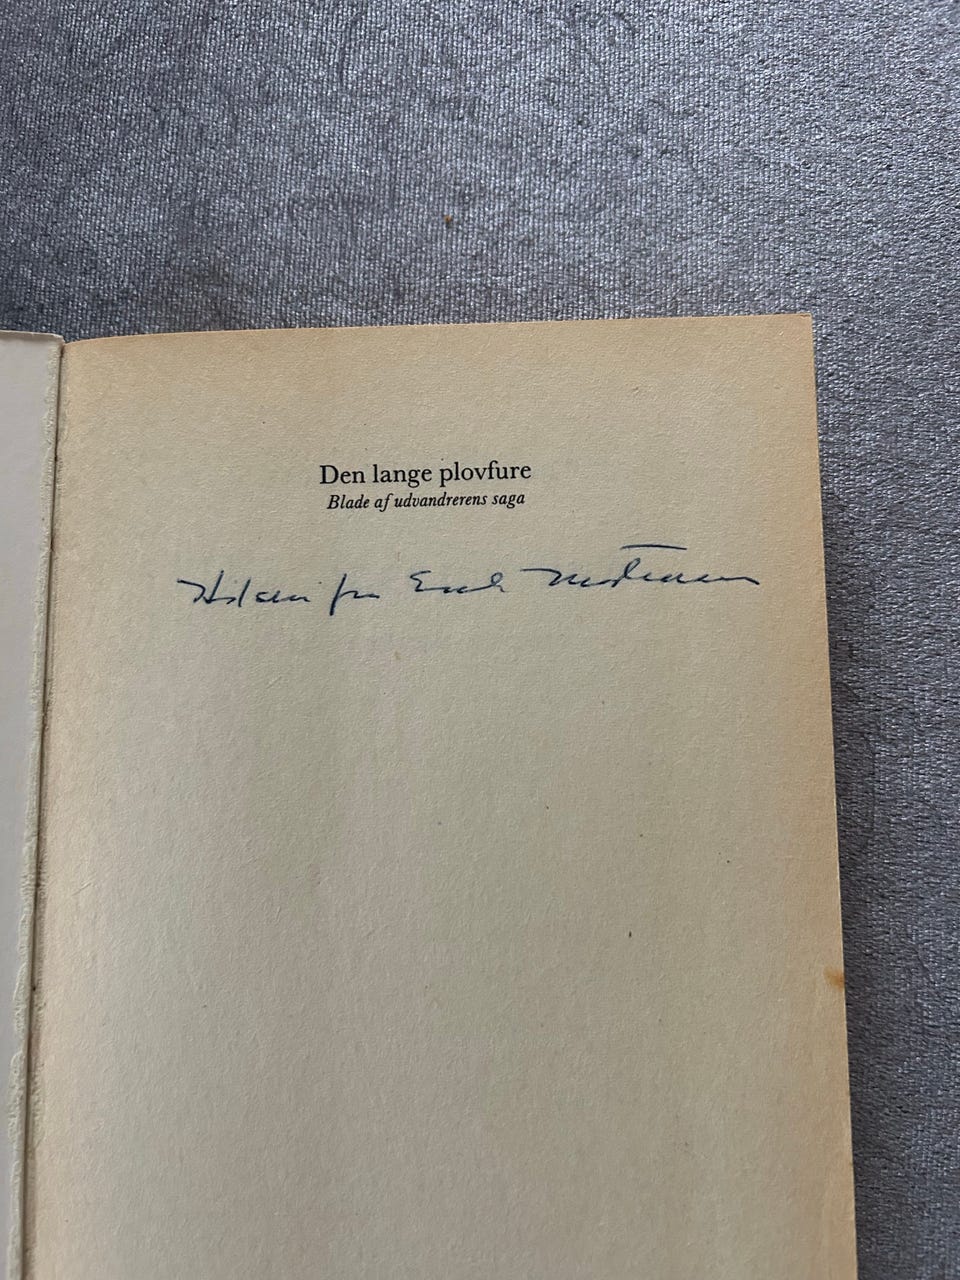 Den lange plovfure
Blade af udvandrerens saga
Hilsen fra Enok Mortensen